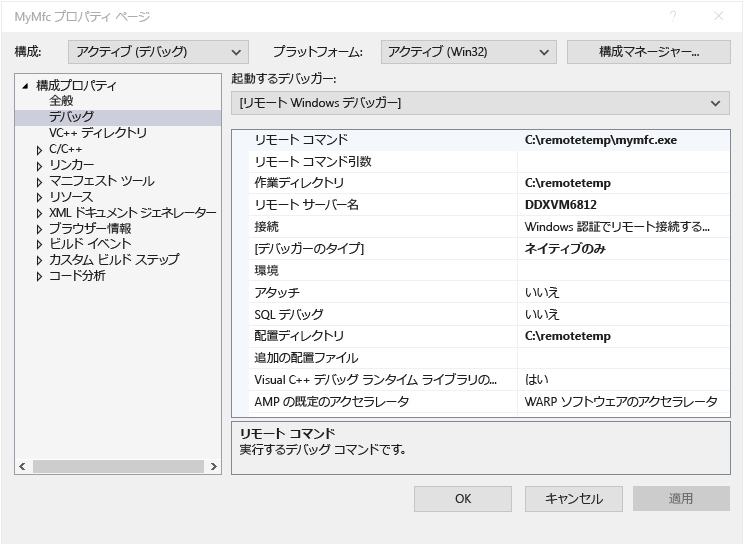 MyMfc プロパティ ページ
?
構成: アクティブ (デバッグ) プラットフォーム: アクティブ (Win32) 構成マネージャー...
構成プロパティ
全般
デバッグ
VC++ ディレクトリ
C/C++
リンカー
マニフェスト ツール
リソース
XML ドキュメント ジェネレーター
ブラウザー情報
ビルド イベント
カスタム ビルド ステップ
コード分析
起動するデバッガー:
[リモート Windows デバッガー]
リモート コマンド C:\remotetemp\mymfc.exe
リモート コマンド引数
作業ディレクトリ C:\remotetemp
リモート サーバー名 DDXVM6812
接続 Windows 認証でリモート接続する...
[デバッガーのタイプ] ネイティブのみ
環境
アタッチ いいえ
SQL デバッグ いいえ
配置ディレクトリ C:\remotetemp
追加の配置ファイル
Visual C++ デバッグ ランタイム ライブラリの... はい
AMP の既定のアクセラレータ WARP ソフトウェアのアクセラレータ
リモート コマンド
実行するデバッグ コマンドです。
OK キャンセル 適用